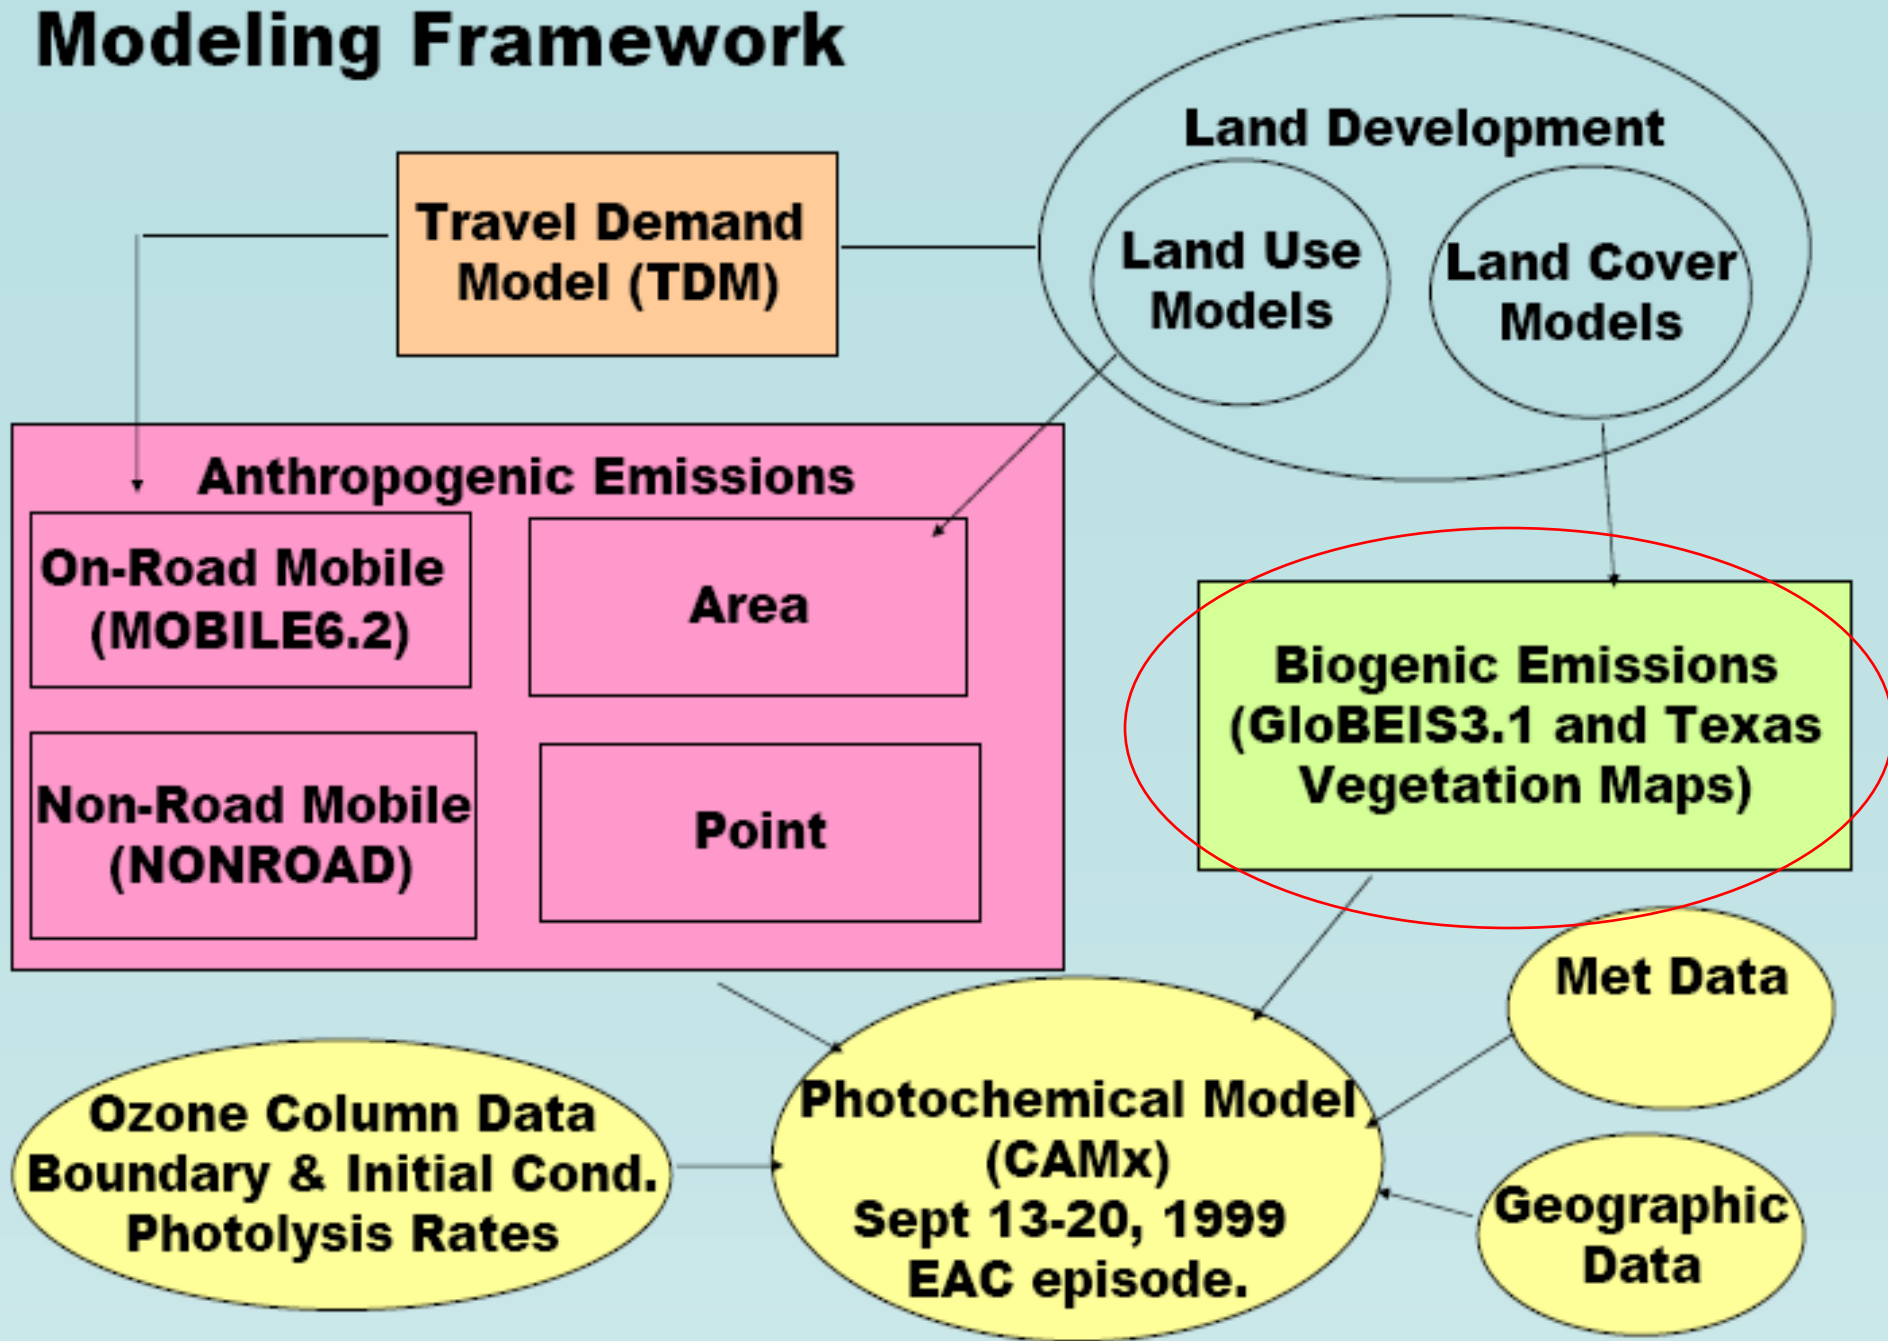 Modeling Framework
Land Development
Travel Demand
Model (TDM)
Land Use
Models
Land Cover
Models
Anthropogenic Emissions
On-Road Mobile
(MOBILE6.2)
Area
Non-Road Mobile
(NONROAD)
Point
Biogenic Emissions
(GloBEIS3.1 and Texas
Vegetation Maps)
Met Data
Ozone Column Data
Boundary & Initial Cond.
Photolysis Rates
Photochemical Model
(CAMx)
Sept 13-20, 1999
EAC episode.
Geographic
Data